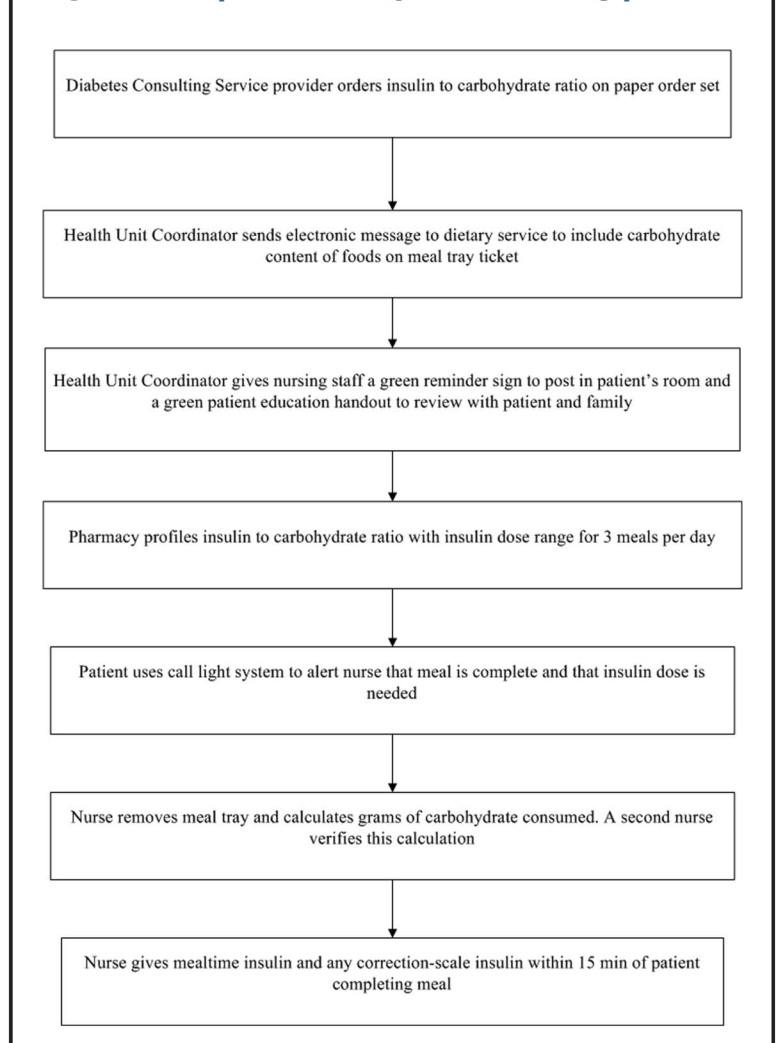 Diabetes Consulting Service provider orders insulin to carbohydrate ratio on paper order set
Health Unit Coordinator sends electronic message to dietary service to include carbohydrate
content of foods on meal tray ticket
Health Unit Coordinator gives nursing staff a green reminder sign to post in patient’s room and
a green patient education handout to review with patient and family
Pharmacy profiles insulin to carbohydrate ratio with insulin dose range for 3 meals per day
Patient uses call light system to alert nurse that meal is complete and that insulin dose is
needed
Nurse removes meal tray and calculates grams of carbohydrate consumed. A second nurse
verifies this calculation
Nurse gives mealtime insulin and any correction-scale insulin within 15 min of patient
completing meal